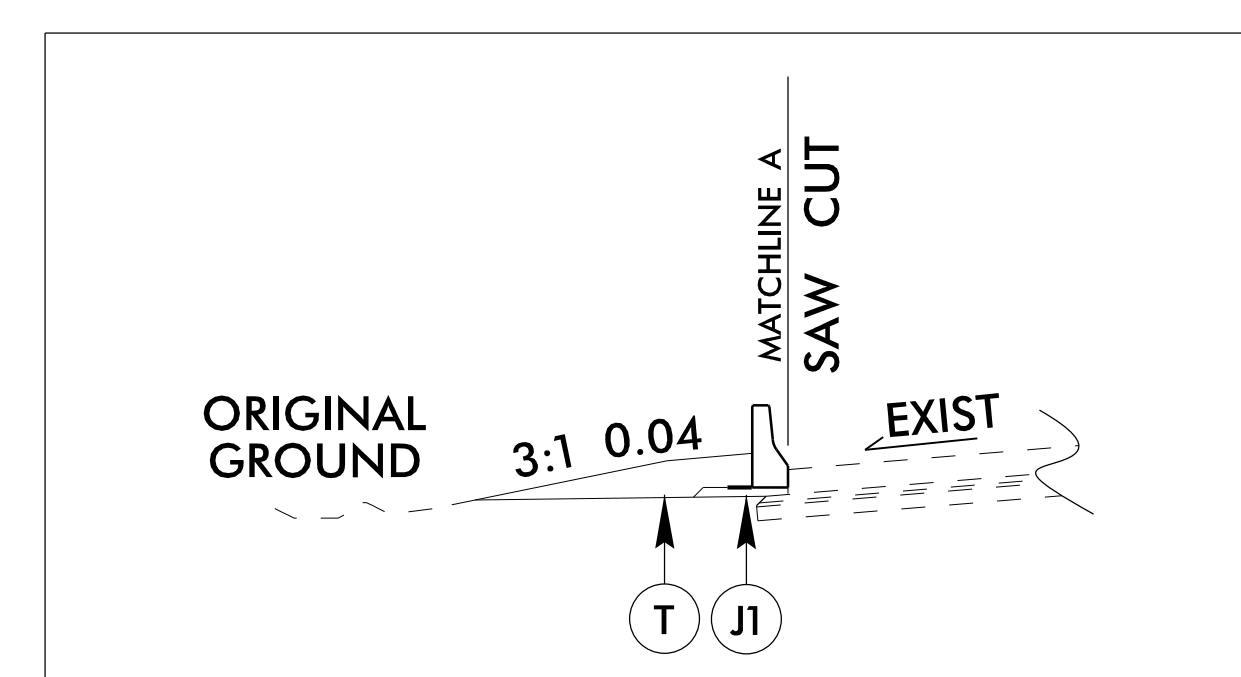 MATCHLINE A
SAW CUT
ORIGINAL
GROUND
3:1 0.04
EXIST
T
J1